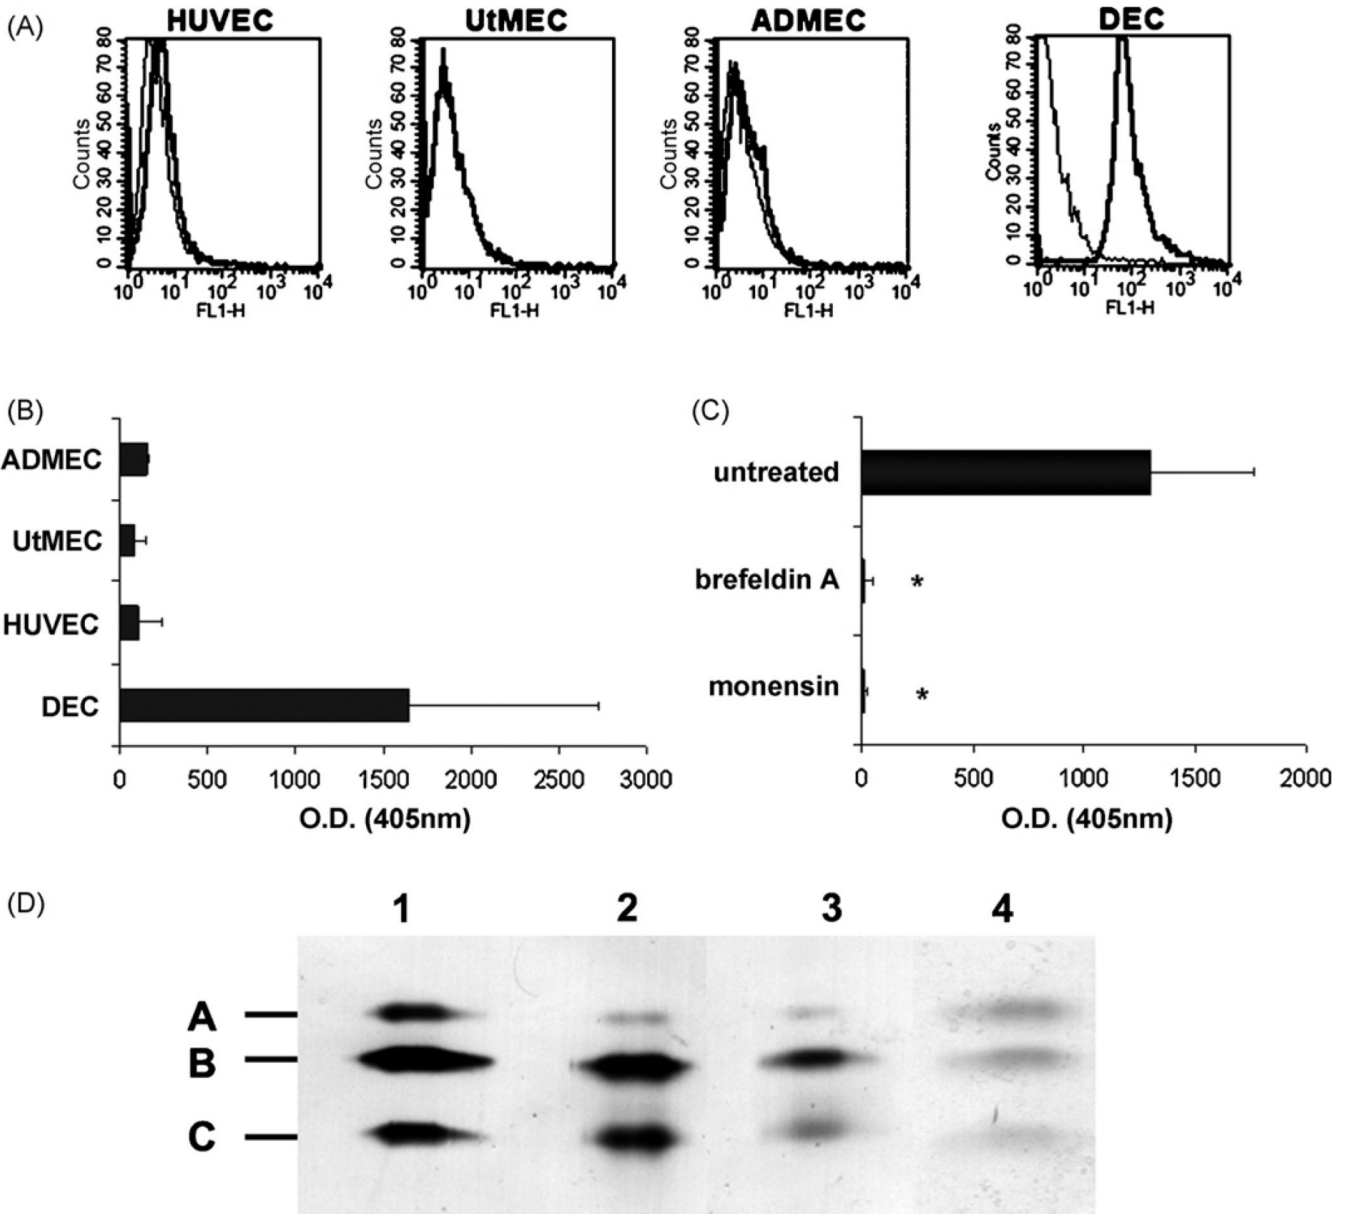 (A)
HUVEC UtMEC ADMEC DEC
Counts 0 10 20 30 40 50 60 70 80
10⁰ 10¹ 10² 10³ 10⁴
FL1-H
Counts 0 10 20 30 40 50 60 70 80
10⁰ 10¹ 10² 10³ 10⁴
FL1-H
Counts 0 10 20 30 40 50 60 70 80
10⁰ 10¹ 10² 10³ 10⁴
FL1-H
Counts 0 10 20 30 40 50 60 70 80
10⁰ 10¹ 10² 10³ 10⁴
FL1-H
(B)
ADMEC
UtMEC
HUVEC
DEC
0 500 1000 1500 2000 2500 3000
O.D. (405nm)
(C)
untreated
brefeldin A *
monensin *
0 500 1000 1500 2000
O.D. (405nm)
(D)
1 2 3 4
A
B
C